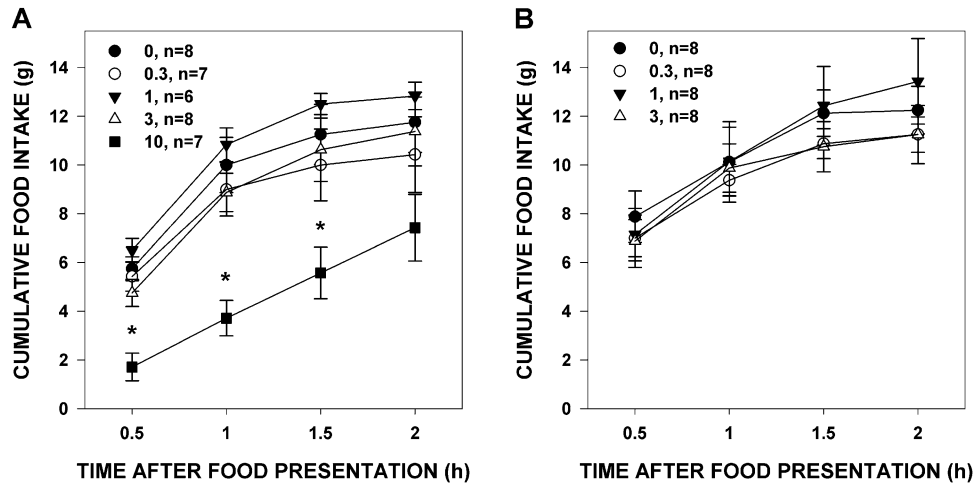 A
CUMULATIVE FOOD INTAKE (g)
14
12
10
8
6
4
2
0
0, n=8
0.3, n=7
1, n=6
3, n=8
10, n=7
*
*
*
0.5
1
1.5
2
TIME AFTER FOOD PRESENTATION (h)
B
CUMULATIVE FOOD INTAKE (g)
14
12
10
8
6
4
2
0
0, n=8
0.3, n=8
1, n=8
3, n=8
0.5
1
1.5
2
TIME AFTER FOOD PRESENTATION (h)